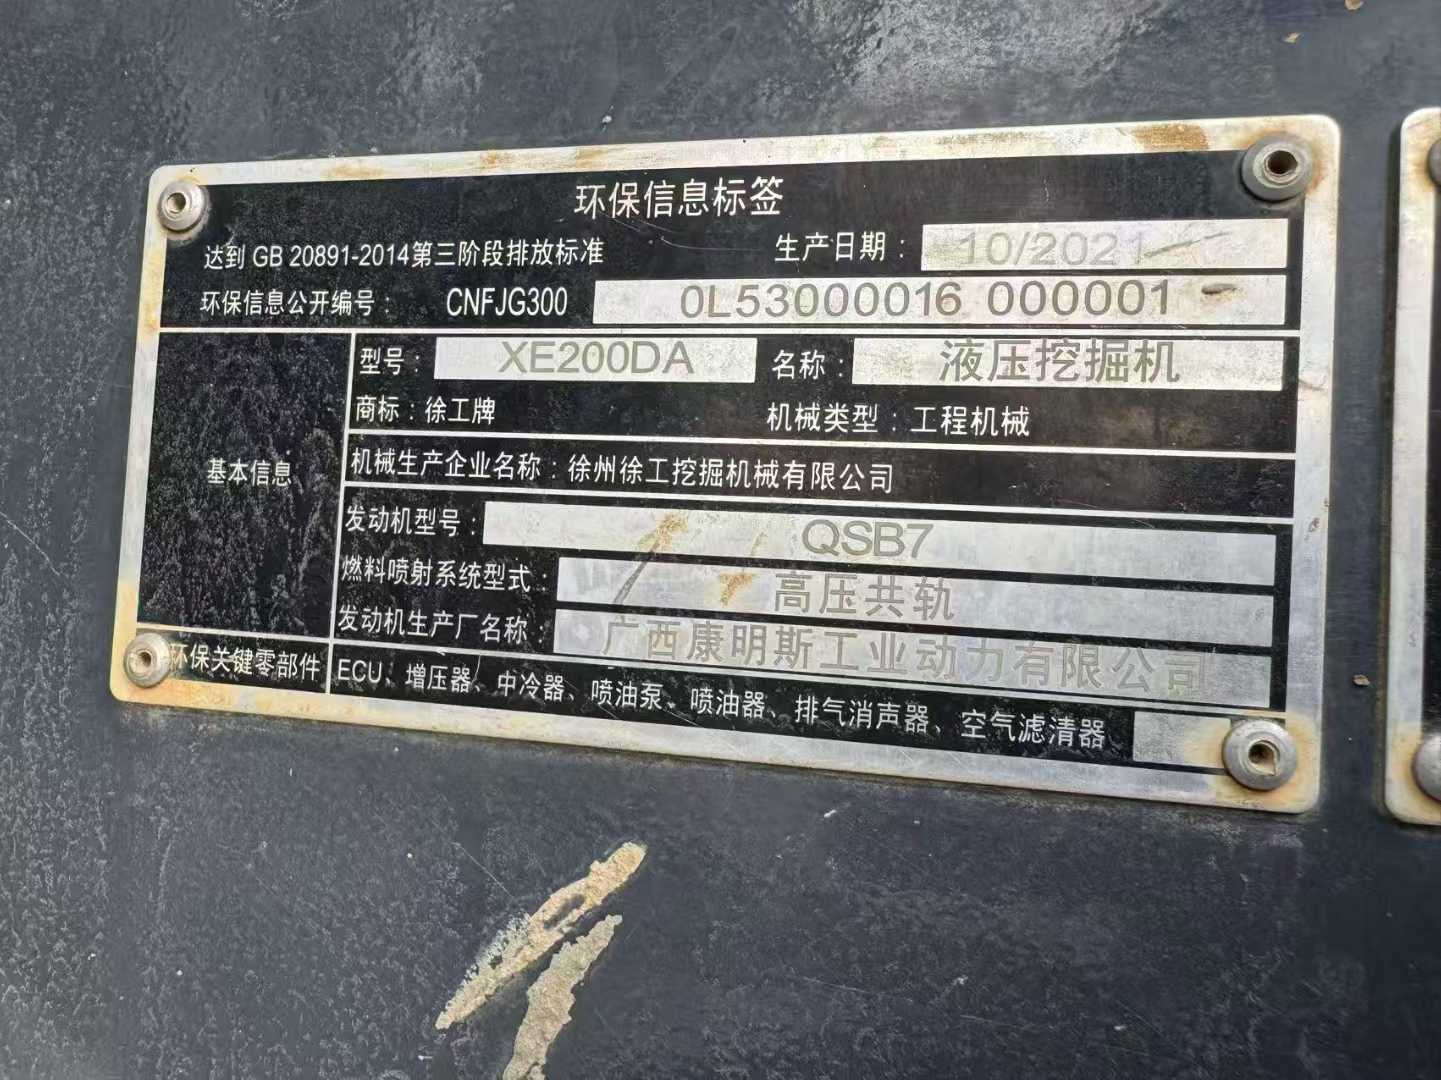 环保信息标签
达到 GB 20891-2014第三阶段排放标准 生产日期： 10/2021
环保信息公开编号： CNFJG300 0L53000016 000001
型号： XE200DA 名称： 液压挖掘机
商标：徐工牌 机械类型：工程机械
基本信息
机械生产企业名称：徐州徐工挖掘机械有限公司
发动机型号： QSB7
燃料喷射系统型式： 高压共轨
发动机生产厂名称： 广西康明斯工业动力有限公司
环保关键零部件 ECU、增压器、中冷器、喷油泵、喷油器、排气消声器、空气滤清器